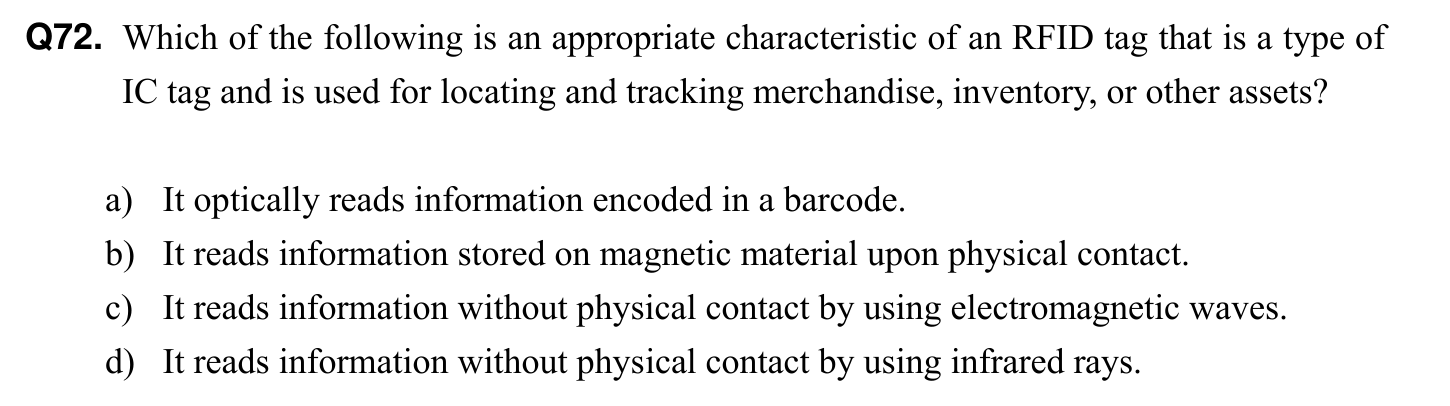 Q72. Which of the following is an appropriate characteristic of an RFID tag that is a type of
IC tag and is used for locating and tracking merchandise, inventory, or other assets?
a) It optically reads information encoded in a barcode.
b) It reads information stored on magnetic material upon physical contact.
c) It reads information without physical contact by using electromagnetic waves.
d) It reads information without physical contact by using infrared rays.